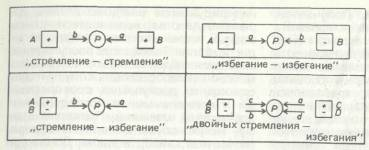 A + b P a + B
„стремление — стремление"
A - a P b - B
„избегание — избегание"
A B + - b P a
„стремление — избегание"
A B + - c b P a d + - C D
„двойных стремления —
избегания"